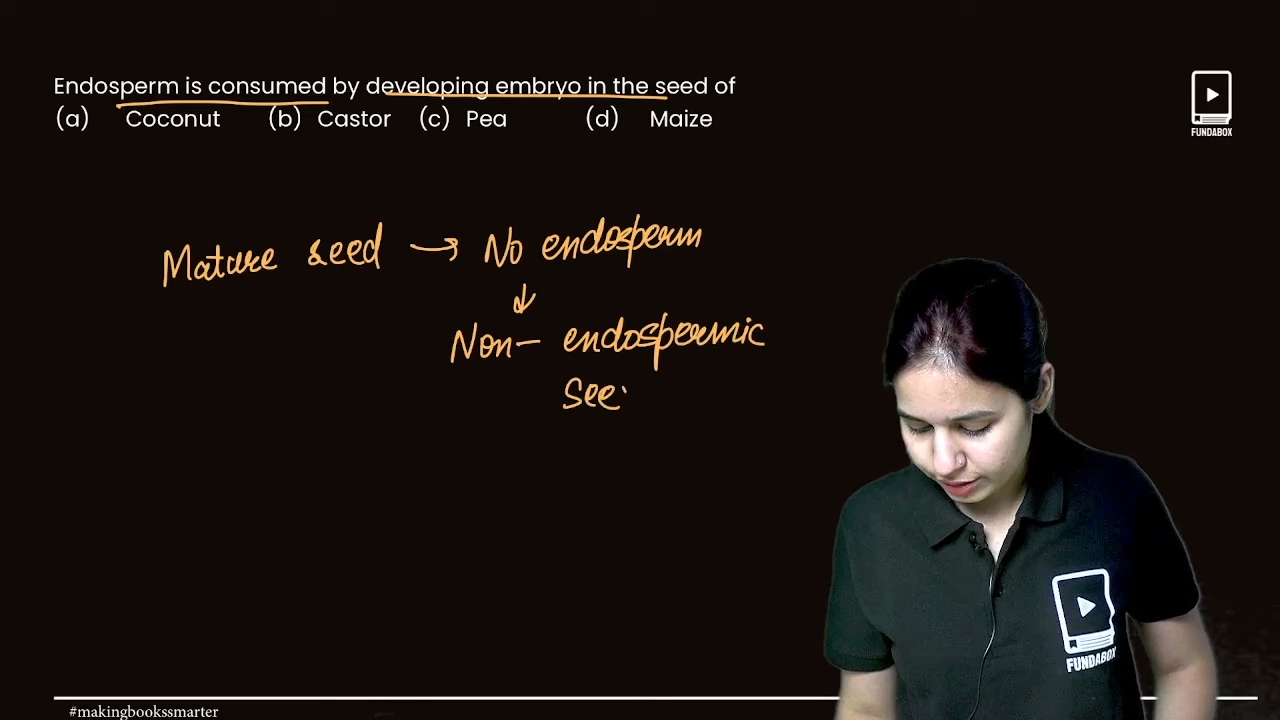 Endosperm is consumed by developing embryo in the seed of
(a) Coconut (b) Castor (c) Pea (d) Maize
FUNDABOX
Mature seed → No endosperm
↓
Non- endospermic
See
FUNDABOX
#makingbookssmarter